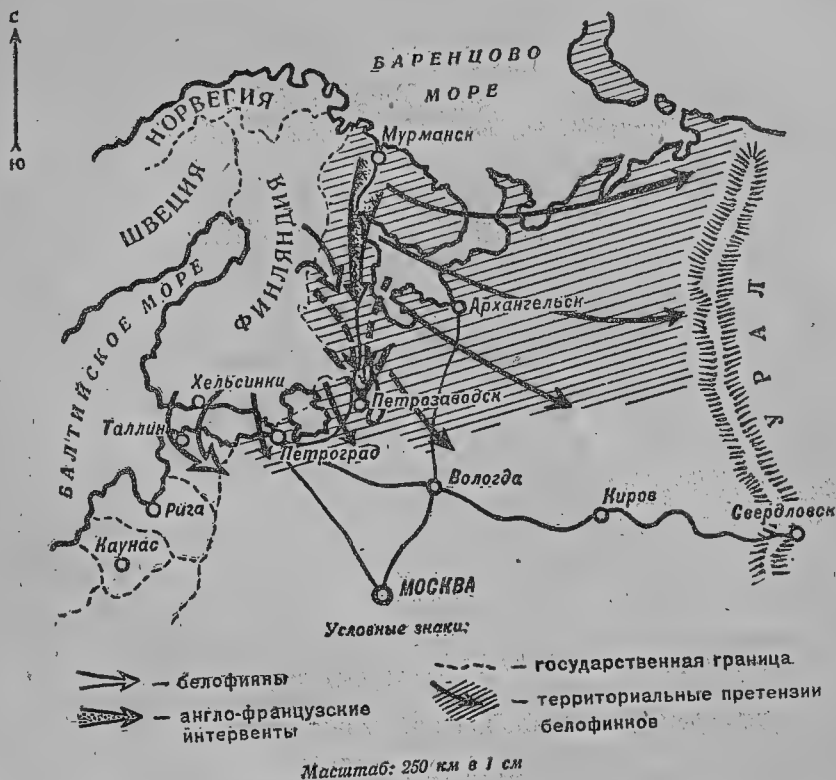 С
Ю
БАРЕНЦОВО
МОРЕ
НОРВЕГИЯ
Мурманск
ШВЕЦИЯ
ФИНЛЯНДИЯ
БАЛТИЙСКОЕ МОРЕ
Архангельск
УРАЛ
Хельсинки
Петрозаводск
Таллин
Петроград
Вологда
Киров
Рига
Свердловск
Каунас
МОСКВА
Условные знаки:
– белофинны
– англо-французские
интервенты
– государственная граница
– территориальные претензии
белофиннов
Масштаб: 250 км в 1 см